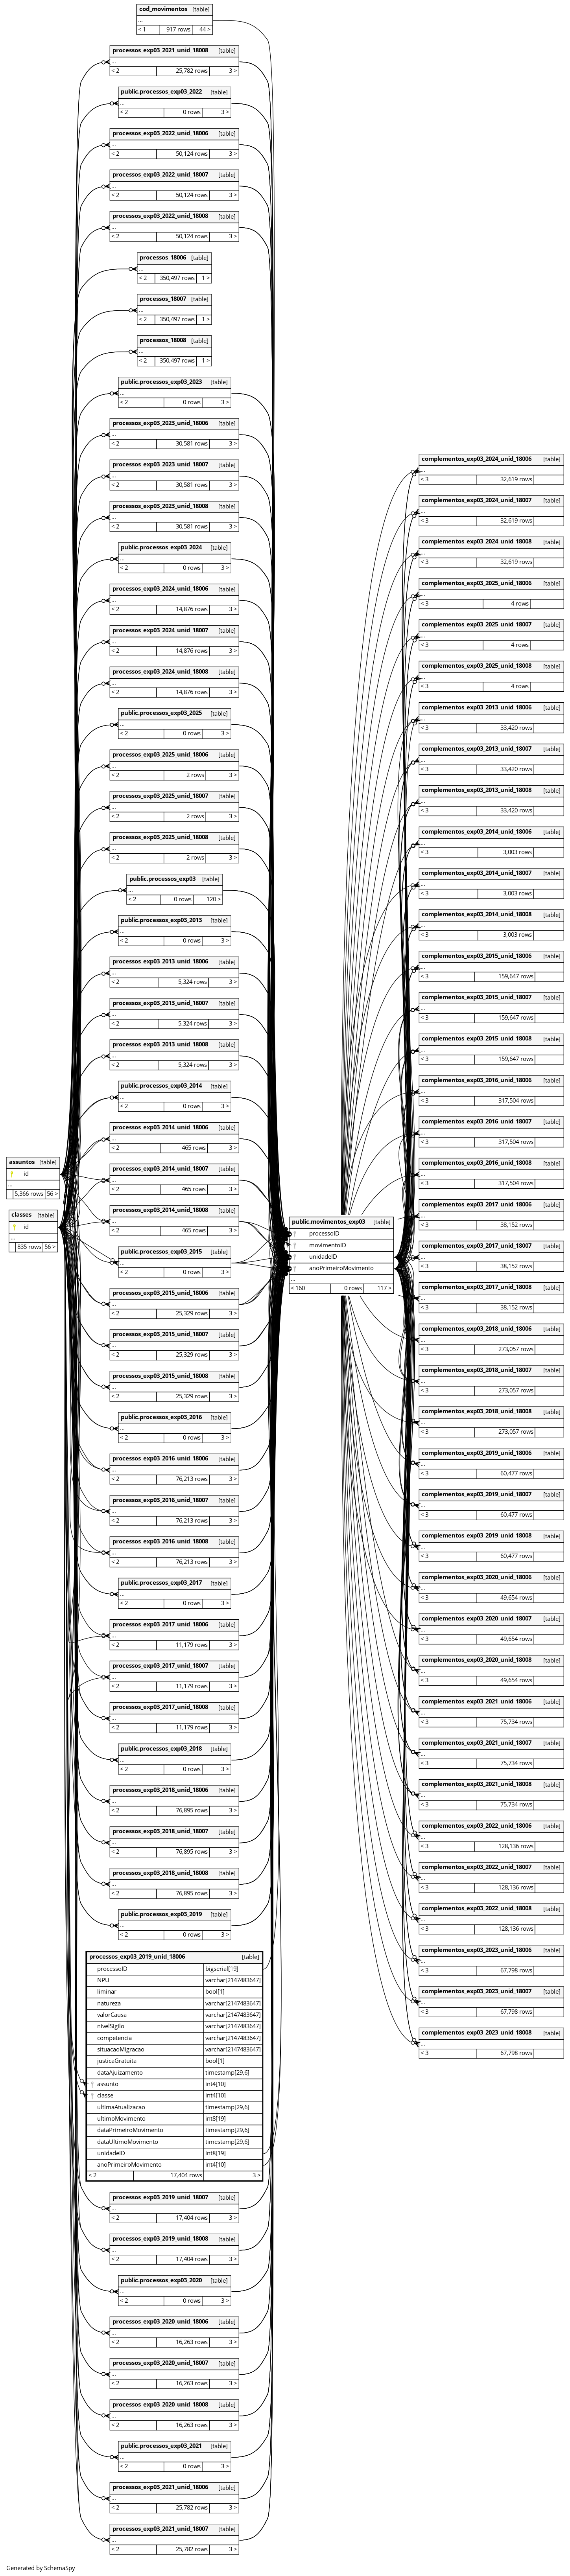 cod_movimentos [table]
...
< 1 917 rows 44 >
processos_exp03_2021_unid_18008 [table]
...
< 2 25,782 rows 3 >
public.processos_exp03_2022 [table]
...
< 2 0 rows 3 >
processos_exp03_2022_unid_18006 [table]
...
< 2 50,124 rows 3 >
processos_exp03_2022_unid_18007 [table]
...
< 2 50,124 rows 3 >
processos_exp03_2022_unid_18008 [table]
...
< 2 50,124 rows 3 >
processos_18006 [table]
...
< 2 350,497 rows 1 >
processos_18007 [table]
...
< 2 350,497 rows 1 >
processos_18008 [table]
...
< 2 350,497 rows 1 >
public.processos_exp03_2023 [table]
...
< 2 0 rows 3 >
processos_exp03_2023_unid_18006 [table]
...
< 2 30,581 rows 3 >
processos_exp03_2023_unid_18007 [table]
...
< 2 30,581 rows 3 >
processos_exp03_2023_unid_18008 [table]
...
< 2 30,581 rows 3 >
public.processos_exp03_2024 [table]
...
< 2 0 rows 3 >
processos_exp03_2024_unid_18006 [table]
...
< 2 14,876 rows 3 >
processos_exp03_2024_unid_18007 [table]
...
< 2 14,876 rows 3 >
processos_exp03_2024_unid_18008 [table]
...
< 2 14,876 rows 3 >
public.processos_exp03_2025 [table]
...
< 2 0 rows 3 >
processos_exp03_2025_unid_18006 [table]
...
< 2 2 rows 3 >
processos_exp03_2025_unid_18007 [table]
...
< 2 2 rows 3 >
processos_exp03_2025_unid_18008 [table]
...
< 2 2 rows 3 >
public.processos_exp03 [table]
...
< 2 0 rows 120 >
public.processos_exp03_2013 [table]
...
< 2 0 rows 3 >
processos_exp03_2013_unid_18006 [table]
...
< 2 5,324 rows 3 >
processos_exp03_2013_unid_18007 [table]
...
< 2 5,324 rows 3 >
processos_exp03_2013_unid_18008 [table]
...
< 2 5,324 rows 3 >
public.processos_exp03_2014 [table]
...
< 2 0 rows 3 >
processos_exp03_2014_unid_18006 [table]
...
< 2 465 rows 3 >
processos_exp03_2014_unid_18007 [table]
...
< 2 465 rows 3 >
processos_exp03_2014_unid_18008 [table]
...
< 2 465 rows 3 >
public.processos_exp03_2015 [table]
...
< 2 0 rows 3 >
processos_exp03_2015_unid_18006 [table]
...
< 2 25,329 rows 3 >
processos_exp03_2015_unid_18007 [table]
...
< 2 25,329 rows 3 >
processos_exp03_2015_unid_18008 [table]
...
< 2 25,329 rows 3 >
public.processos_exp03_2016 [table]
...
< 2 0 rows 3 >
processos_exp03_2016_unid_18006 [table]
...
< 2 76,213 rows 3 >
processos_exp03_2016_unid_18007 [table]
...
< 2 76,213 rows 3 >
processos_exp03_2016_unid_18008 [table]
...
< 2 76,213 rows 3 >
public.processos_exp03_2017 [table]
...
< 2 0 rows 3 >
processos_exp03_2017_unid_18006 [table]
...
< 2 11,179 rows 3 >
processos_exp03_2017_unid_18007 [table]
...
< 2 11,179 rows 3 >
processos_exp03_2017_unid_18008 [table]
...
< 2 11,179 rows 3 >
public.processos_exp03_2018 [table]
...
< 2 0 rows 3 >
processos_exp03_2018_unid_18006 [table]
...
< 2 76,895 rows 3 >
processos_exp03_2018_unid_18007 [table]
...
< 2 76,895 rows 3 >
processos_exp03_2018_unid_18008 [table]
...
< 2 76,895 rows 3 >
public.processos_exp03_2019 [table]
...
< 2 0 rows 3 >
processos_exp03_2019_unid_18006 [table]
processoID bigserial[19]
NPU varchar[2147483647]
liminar bool[1]
natureza varchar[2147483647]
valorCausa varchar[2147483647]
nivelSigilo varchar[2147483647]
competencia varchar[2147483647]
situacaoMigracao varchar[2147483647]
justicaGratuita bool[1]
dataAjuizamento timestamp[29,6]
assunto int4[10]
classe int4[10]
ultimaAtualizacao timestamp[29,6]
ultimoMovimento int8[19]
dataPrimeiroMovimento timestamp[29,6]
dataUltimoMovimento timestamp[29,6]
unidadeID int8[19]
anoPrimeiroMovimento int4[10]
< 2 17,404 rows 3 >
processos_exp03_2019_unid_18007 [table]
...
< 2 17,404 rows 3 >
processos_exp03_2019_unid_18008 [table]
...
< 2 17,404 rows 3 >
public.processos_exp03_2020 [table]
...
< 2 0 rows 3 >
processos_exp03_2020_unid_18006 [table]
...
< 2 16,263 rows 3 >
processos_exp03_2020_unid_18007 [table]
...
< 2 16,263 rows 3 >
processos_exp03_2020_unid_18008 [table]
...
< 2 16,263 rows 3 >
public.processos_exp03_2021 [table]
...
< 2 0 rows 3 >
processos_exp03_2021_unid_18006 [table]
...
< 2 25,782 rows 3 >
processos_exp03_2021_unid_18007 [table]
...
< 2 25,782 rows 3 >
assuntos [table]
id
...
5,366 rows 56 >
classes [table]
id
...
835 rows 56 >
public.movimentos_exp03 [table]
processoID
movimentoID
unidadeID
anoPrimeiroMovimento
...
< 160 0 rows 117 >
complementos_exp03_2024_unid_18006 [table]
...
< 3 32,619 rows
complementos_exp03_2024_unid_18007 [table]
...
< 3 32,619 rows
complementos_exp03_2024_unid_18008 [table]
...
< 3 32,619 rows
complementos_exp03_2025_unid_18006 [table]
...
< 3 4 rows
complementos_exp03_2025_unid_18007 [table]
...
< 3 4 rows
complementos_exp03_2025_unid_18008 [table]
...
< 3 4 rows
complementos_exp03_2013_unid_18006 [table]
...
< 3 33,420 rows
complementos_exp03_2013_unid_18007 [table]
...
< 3 33,420 rows
complementos_exp03_2013_unid_18008 [table]
...
< 3 33,420 rows
complementos_exp03_2014_unid_18006 [table]
...
< 3 3,003 rows
complementos_exp03_2014_unid_18007 [table]
...
< 3 3,003 rows
complementos_exp03_2014_unid_18008 [table]
...
< 3 3,003 rows
complementos_exp03_2015_unid_18006 [table]
...
< 3 159,647 rows
complementos_exp03_2015_unid_18007 [table]
...
< 3 159,647 rows
complementos_exp03_2015_unid_18008 [table]
...
< 3 159,647 rows
complementos_exp03_2016_unid_18006 [table]
...
< 3 317,504 rows
complementos_exp03_2016_unid_18007 [table]
...
< 3 317,504 rows
complementos_exp03_2016_unid_18008 [table]
...
< 3 317,504 rows
complementos_exp03_2017_unid_18006 [table]
...
< 3 38,152 rows
complementos_exp03_2017_unid_18007 [table]
...
< 3 38,152 rows
complementos_exp03_2017_unid_18008 [table]
...
< 3 38,152 rows
complementos_exp03_2018_unid_18006 [table]
...
< 3 273,057 rows
complementos_exp03_2018_unid_18007 [table]
...
< 3 273,057 rows
complementos_exp03_2018_unid_18008 [table]
...
< 3 273,057 rows
complementos_exp03_2019_unid_18006 [table]
...
< 3 60,477 rows
complementos_exp03_2019_unid_18007 [table]
...
< 3 60,477 rows
complementos_exp03_2019_unid_18008 [table]
...
< 3 60,477 rows
complementos_exp03_2020_unid_18006 [table]
...
< 3 49,654 rows
complementos_exp03_2020_unid_18007 [table]
...
< 3 49,654 rows
complementos_exp03_2020_unid_18008 [table]
...
< 3 49,654 rows
complementos_exp03_2021_unid_18006 [table]
...
< 3 75,734 rows
complementos_exp03_2021_unid_18007 [table]
...
< 3 75,734 rows
complementos_exp03_2021_unid_18008 [table]
...
< 3 75,734 rows
complementos_exp03_2022_unid_18006 [table]
...
< 3 128,136 rows
complementos_exp03_2022_unid_18007 [table]
...
< 3 128,136 rows
complementos_exp03_2022_unid_18008 [table]
...
< 3 128,136 rows
complementos_exp03_2023_unid_18006 [table]
...
< 3 67,798 rows
complementos_exp03_2023_unid_18007 [table]
...
< 3 67,798 rows
complementos_exp03_2023_unid_18008 [table]
...
< 3 67,798 rows
Generated by SchemaSpy